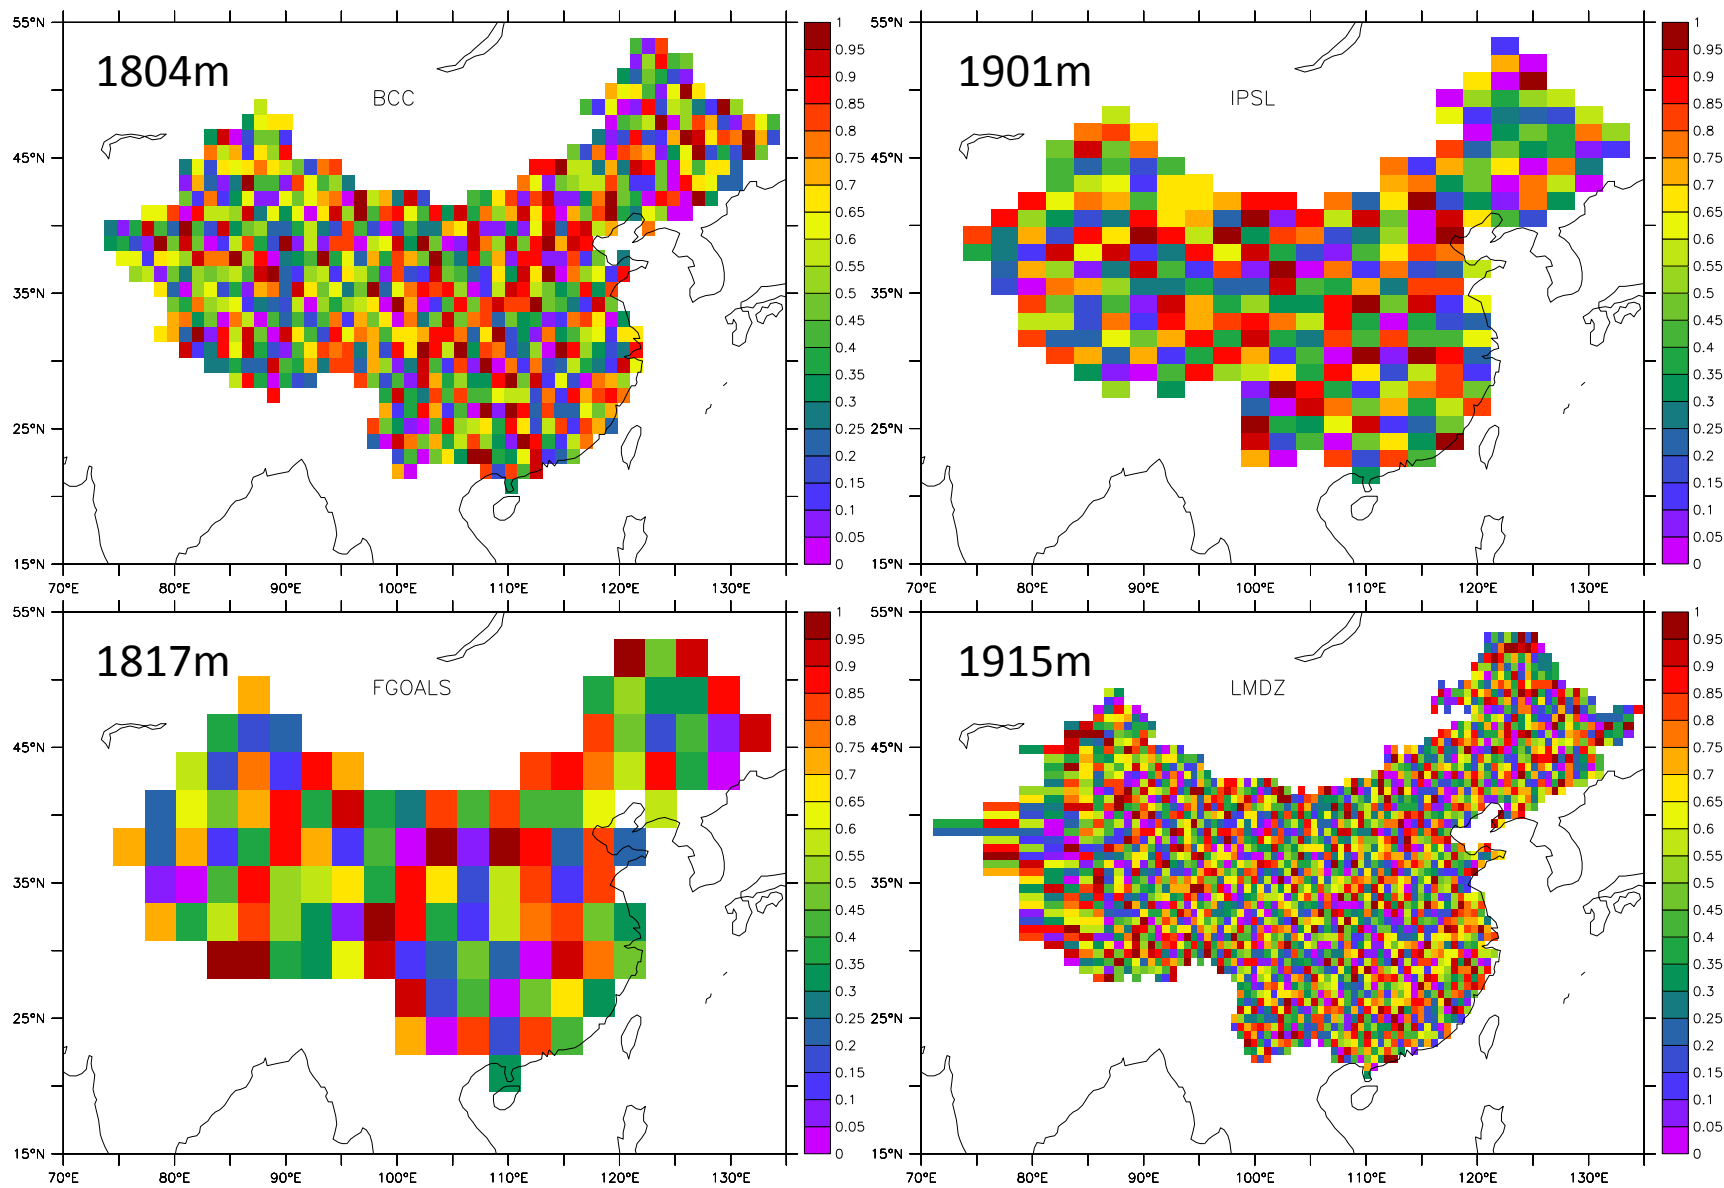 1804m
BCC
55°N
45°N
35°N
25°N
15°N
70°E 80°E 90°E 100°E 110°E 120°E 130°E
1
0.95
0.9
0.85
0.8
0.75
0.7
0.65
0.6
0.55
0.5
0.45
0.4
0.35
0.3
0.25
0.2
0.15
0.1
0.05
0
1901m
IPSL
55°N
45°N
35°N
25°N
15°N
70°E 80°E 90°E 100°E 110°E 120°E 130°E
1
0.95
0.9
0.85
0.8
0.75
0.7
0.65
0.6
0.55
0.5
0.45
0.4
0.35
0.3
0.25
0.2
0.15
0.1
0.05
0
1817m
FGOALS
55°N
45°N
35°N
25°N
15°N
70°E 80°E 90°E 100°E 110°E 120°E 130°E
1
0.95
0.9
0.85
0.8
0.75
0.7
0.65
0.6
0.55
0.5
0.45
0.4
0.35
0.3
0.25
0.2
0.15
0.1
0.05
0
1915m
LMDZ
55°N
45°N
35°N
25°N
15°N
70°E 80°E 90°E 100°E 110°E 120°E 130°E
1
0.95
0.9
0.85
0.8
0.75
0.7
0.65
0.6
0.55
0.5
0.45
0.4
0.35
0.3
0.25
0.2
0.15
0.1
0.05
0